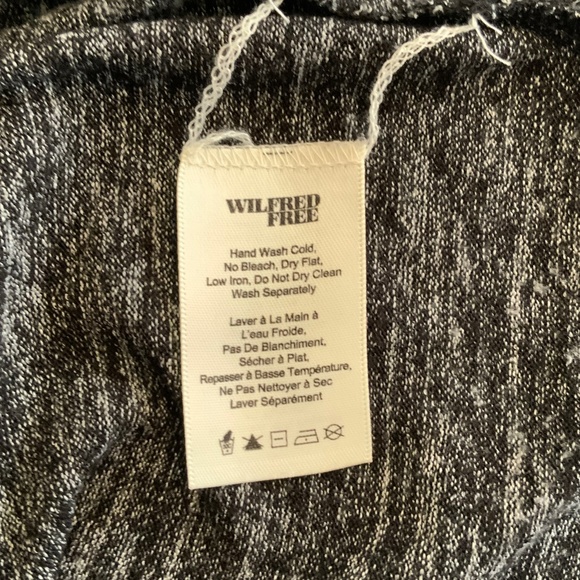 WILFRED
FREE
Hand Wash Cold,
No Bleach, Dry Flat,
Low Iron, Do Not Dry Clean
Wash Separately
Laver à La Main à
L'eau Froide,
Pas De Blanchiment,
Sécher à Plat,
Repasser à Basse Température,
Ne Pas Nettoyer à Sec
Laver Séparément